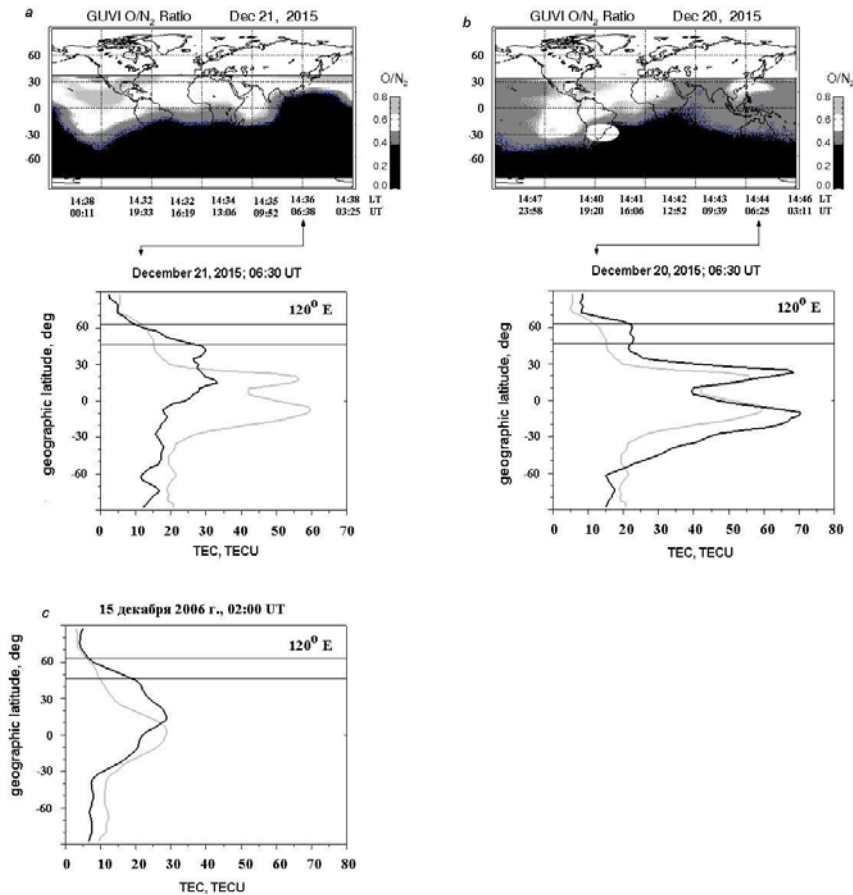 a
GUVI O/N₂ Ratio Dec 21, 2015
60
30
0
-30
-60
O/N₂
0.8
0.6
0.4
0.2
0.0
14:38 14:32 14:32 14:34 14:35 14:36 14:38 LT
00:11 19:33 16:19 13:06 09:52 06:38 03:25 UT
December 21, 2015; 06:30 UT
120° E
geographic latitude, deg
60
30
0
-30
-60
0 10 20 30 40 50 60 70
TEC, TECU
b
GUVI O/N₂ Ratio Dec 20, 2015
60
30
0
-30
-60
O/N₂
0.8
0.6
0.4
0.2
0.0
14:47 14:40 14:41 14:42 14:43 14:44 14:46 LT
23:58 19:20 16:06 12:52 09:39 06:25 03:11 UT
December 20, 2015; 06:30 UT
120° E
geographic latitude, deg
60
30
0
-30
-60
0 10 20 30 40 50 60 70 80
TEC, TECU
c
15 декабря 2006 г., 02:00 UT
120° E
geographic latitude, deg
60
30
0
-30
-60
0 10 20 30 40 50 60 70 80
TEC, TECU